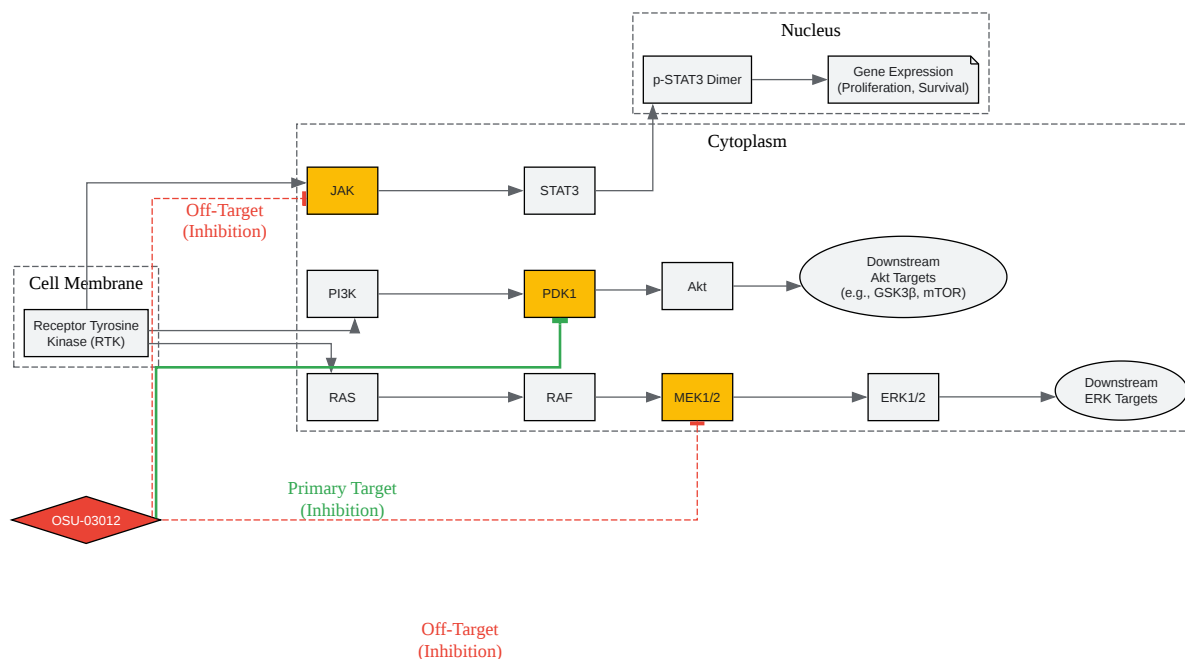 Nucleus
p-STAT3 Dimer
Gene Expression
(Proliferation, Survival)
Cytoplasm
JAK
STAT3
Off-Target
(Inhibition)
Cell Membrane
Receptor Tyrosine
Kinase (RTK)
PI3K
PDK1
Akt
Downstream
Akt Targets
(e.g., GSK3β, mTOR)
RAS
RAF
MEK1/2
ERK1/2
Downstream
ERK Targets
Primary Target
(Inhibition)
OSU-03012
Off-Target
(Inhibition)